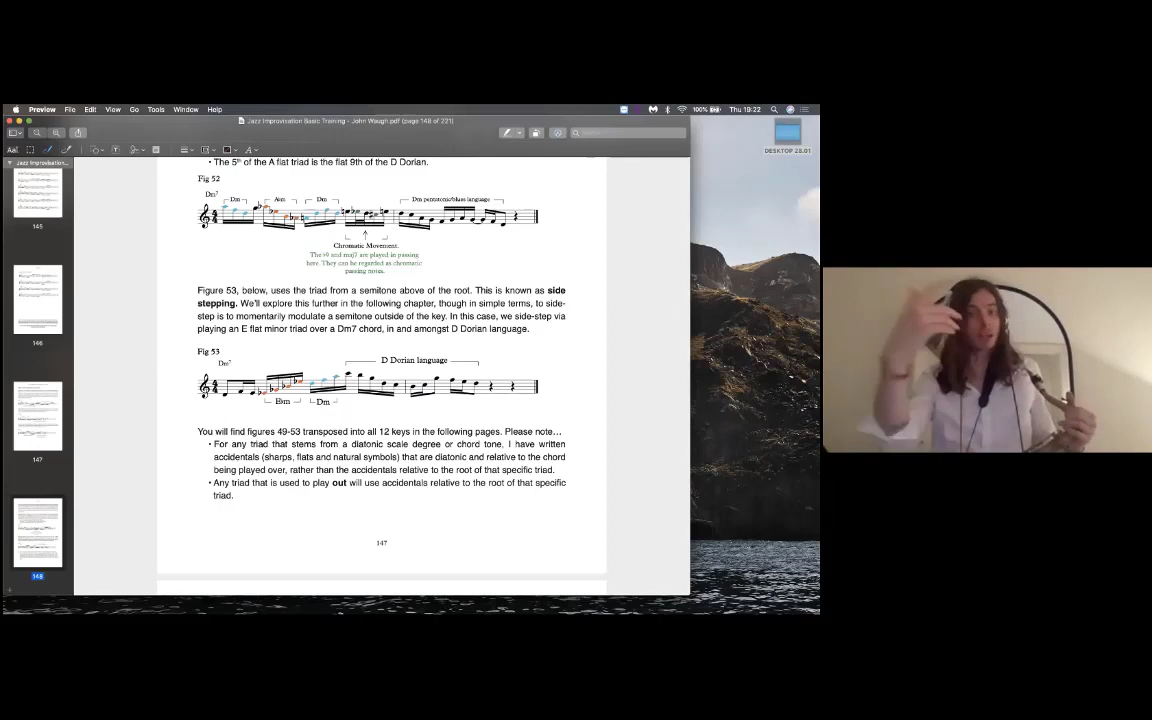 Preview File Edit View Go Tools Window Help 100% Thu 19:22
Jazz Improvisation Basic Training - John Waugh.pdf (page 148 of 221)
Jazz Improvisation...
DESKTOP 28.01
145
146
147
148
• The 5th of the A flat triad is the flat 9th of the D Dorian.
Fig 52
Dm7
Dm A♭m Dm Dm pentatonic/blues language
Chromatic Movement.
The ♭9 and maj7 are played in passing
here. They can be regarded as chromatic
passing notes.
Figure 53, below, uses the triad from a semitone above of the root. This is known as side
stepping. We'll explore this further in the following chapter, though in simple terms, to side-
step is to momentarily modulate a semitone outside of the key. In this case, we side-step via
playing an E flat minor triad over a Dm7 chord, in and amongst D Dorian language.
Fig 53
Dm7
D Dorian language
E♭m Dm
You will find figures 49-53 transposed into all 12 keys in the following pages. Please note…
• For any triad that stems from a diatonic scale degree or chord tone, I have written
accidentals (sharps, flats and natural symbols) that are diatonic and relative to the chord
being played over, rather than the accidentals relative to the root of that specific triad.
• Any triad that is used to play out will use accidentals relative to the root of that specific
triad.
147